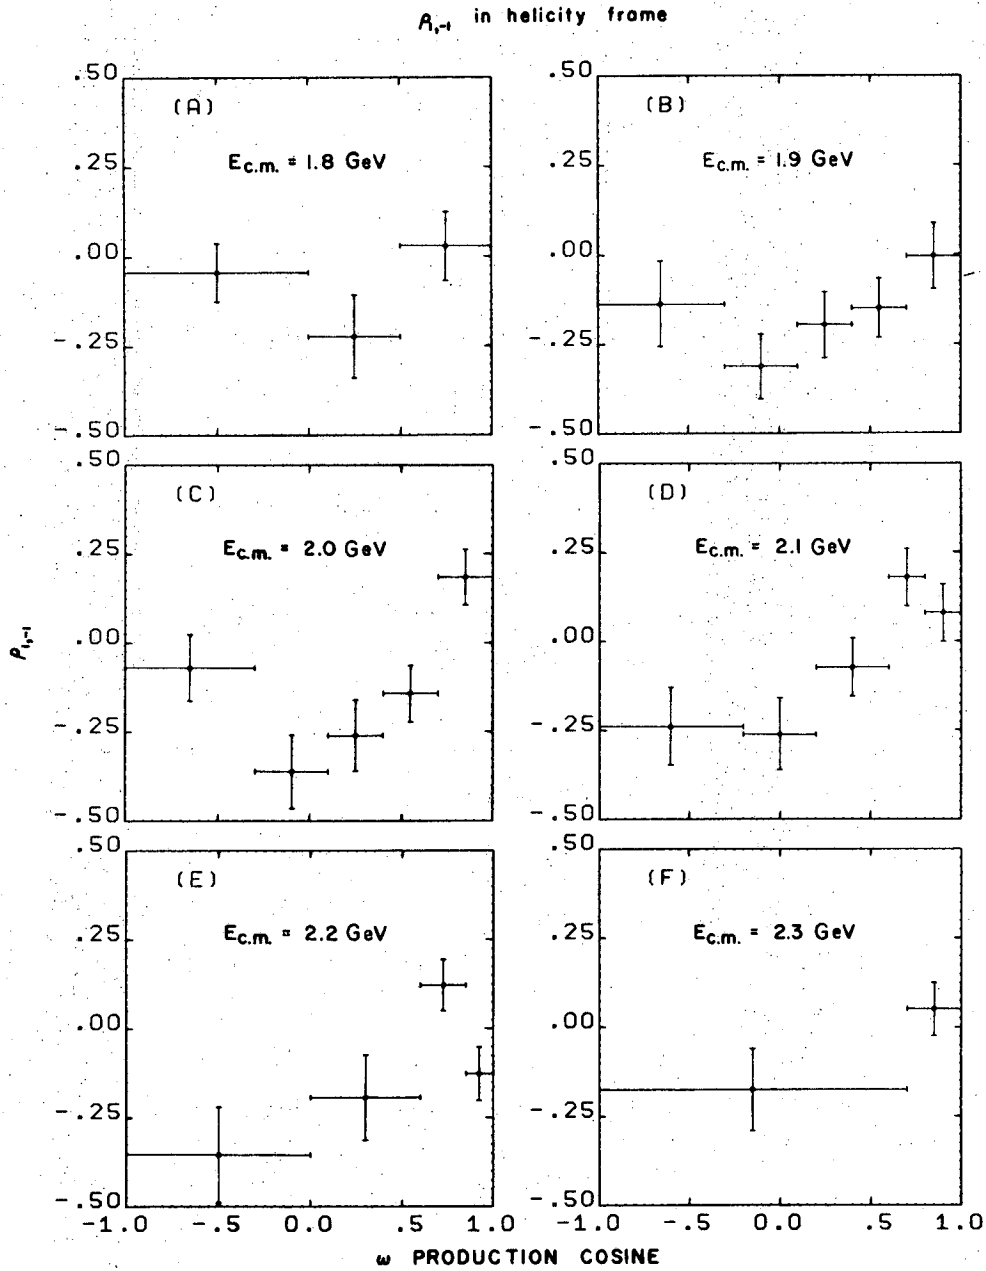 ρ1,-1 in helicity frame
.50
(A)
Ec.m. = 1.8 GeV
.25
.00
-.25
-.50
.50
(B)
Ec.m. = 1.9 GeV
.25
.00
-.25
-.50
.50
(C)
Ec.m. = 2.0 GeV
.25
.00
-.25
-.50
.50
(D)
Ec.m. = 2.1 GeV
.25
.00
-.25
-.50
ρ1,-1
.50
(E)
Ec.m. = 2.2 GeV
.25
.00
-.25
-.50
-1.0 0.0 .5 1.0
.50
(F)
Ec.m. = 2.3 GeV
.25
.00
-.25
-.50
-1.0 -.5 0.0 .5 1.0
ω PRODUCTION COSINE